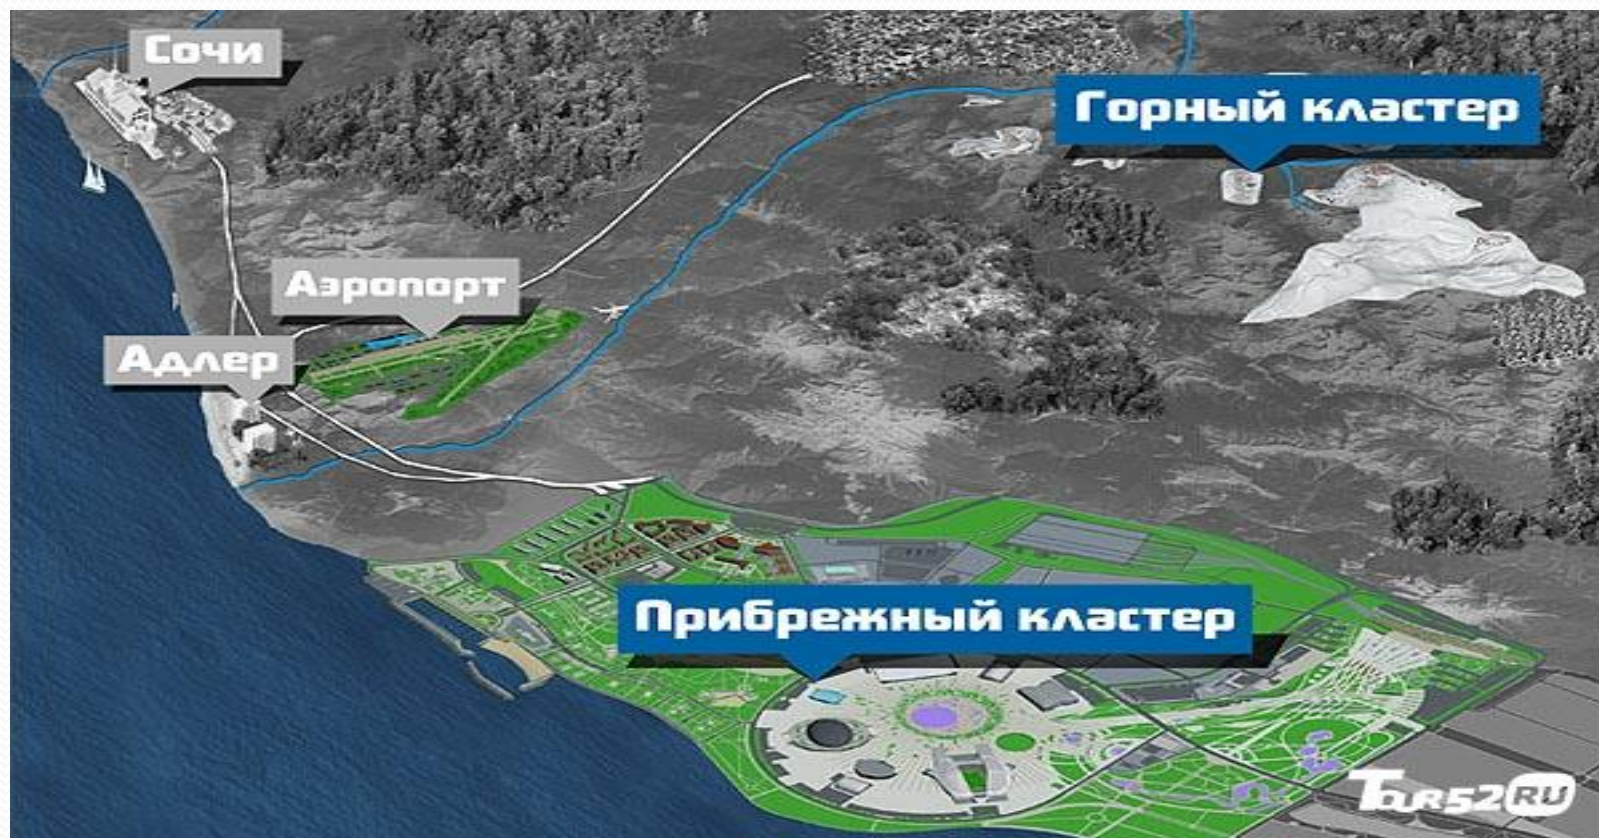 Сочи
Горный кластер
Аэропорт
Адлер
Прибрежный кластер
Tour52RU